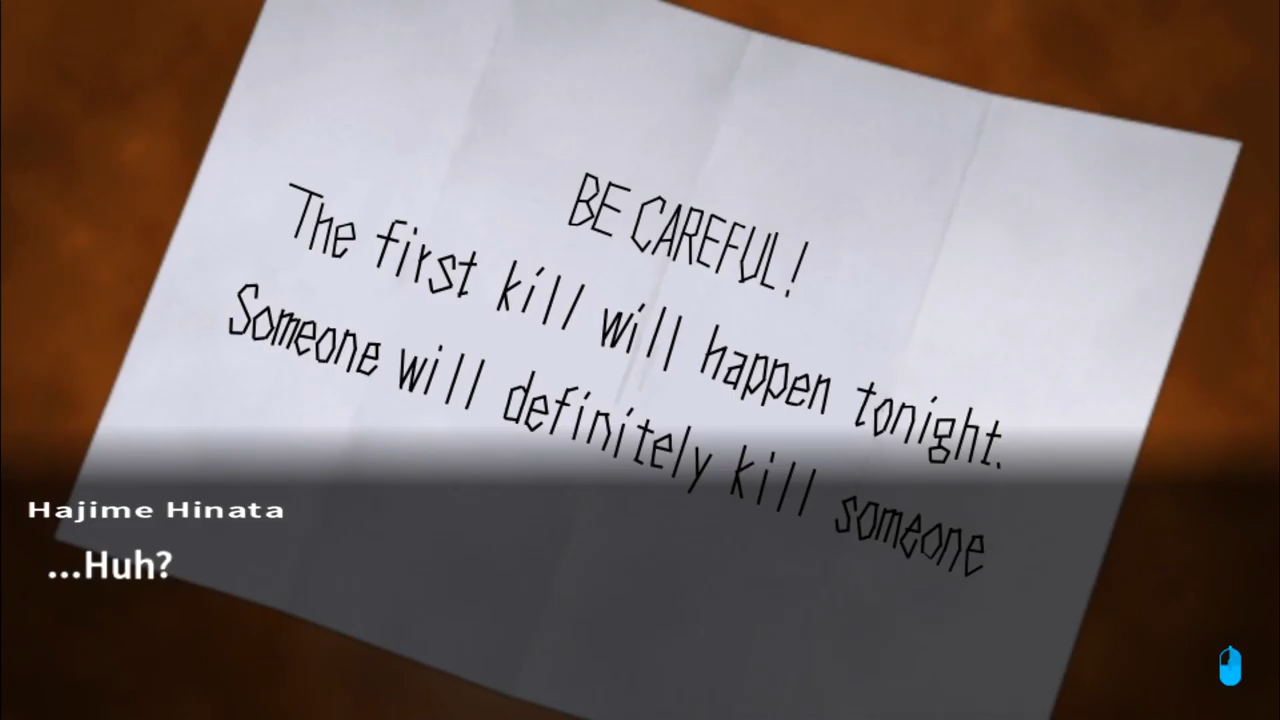 BE CAREFUL!
The first kill will happen tonight.
Someone will definitely kill someone
Hajime Hinata
...Huh?